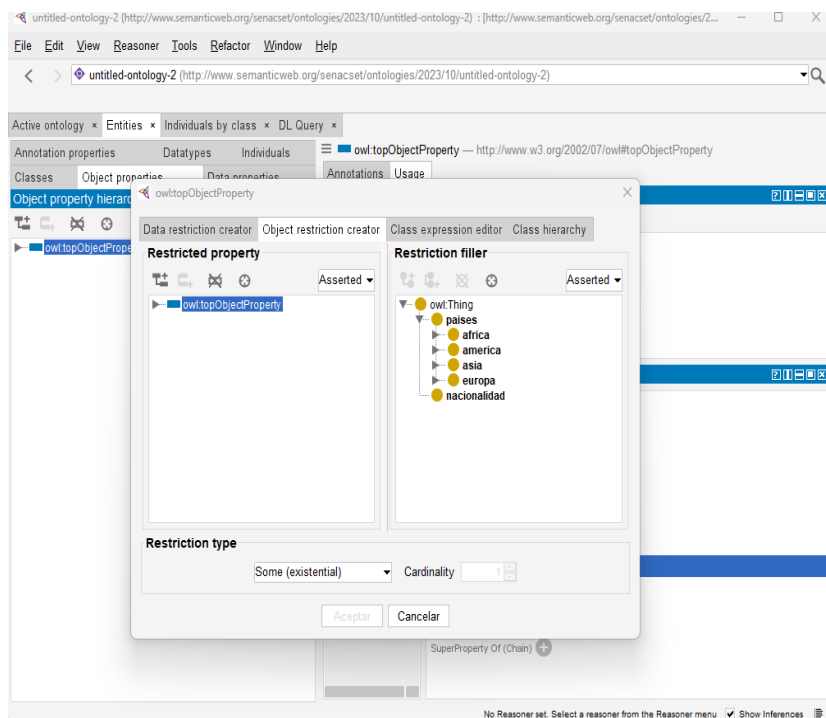 untitled-ontology-2 (http://www.semanticweb.org/senacset/ontologies/2023/10/untitled-ontology-2) : [http://www.semanticweb.org/senacset/ontologies/2...
File Edit View Reasoner Tools Refactor Window Help
untitled-ontology-2 (http://www.semanticweb.org/senacset/ontologies/2023/10/untitled-ontology-2)
Active ontology × Entities × Individuals by class × DL Query ×
Annotation properties Datatypes Individuals
owl:topObjectProperty — http://www.w3.org/2002/07/owl#topObjectProperty
Classes Object properties Data properties
Annotations Usage
Object property hierarc
owl:topObjectPrope
owl:topObjectProperty
Data restriction creator Object restriction creator Class expression editor Class hierarchy
Restricted property
Asserted
owl:topObjectProperty
Restriction filler
Asserted
owl:Thing
paises
africa
america
asia
europa
nacionalidad
Restriction type
Some (existential) Cardinality 1
Aceptar Cancelar
SuperProperty Of (Chain)
No Reasoner set. Select a reasoner from the Reasoner menu Show Inferences